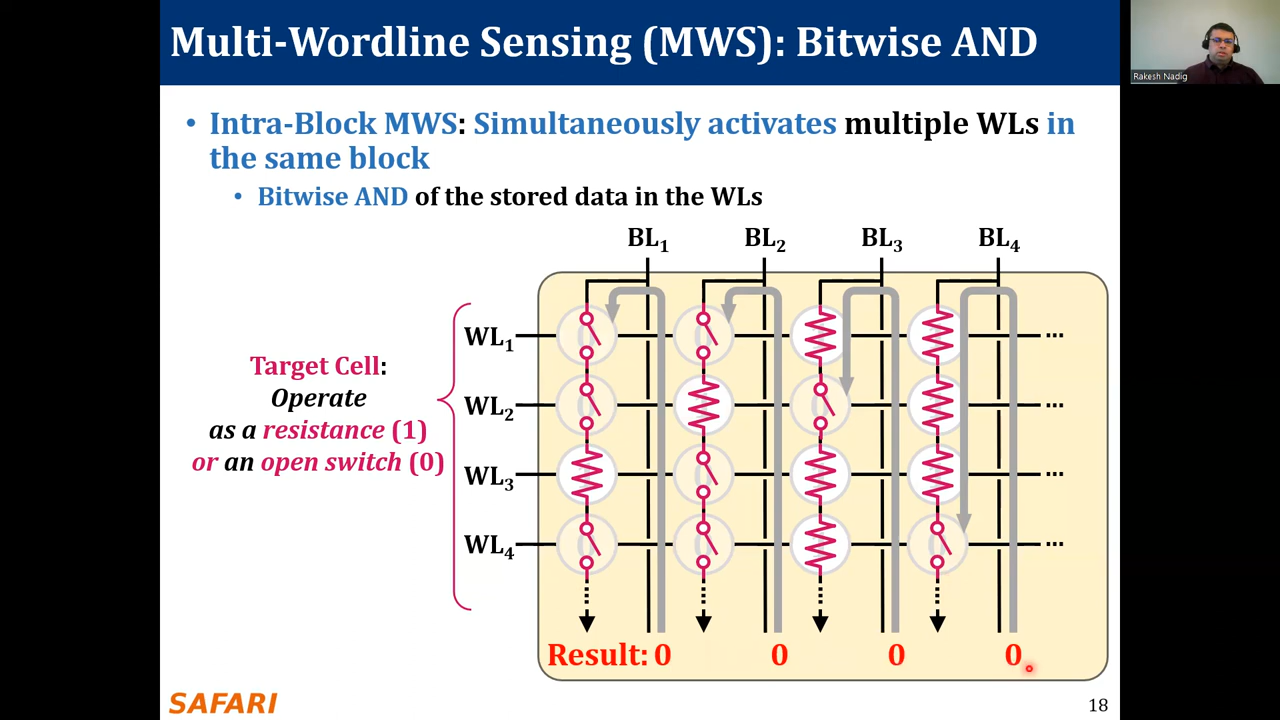 Multi-Wordline Sensing (MWS): Bitwise AND
Rakesh Nadig
• Intra-Block MWS: Simultaneously activates multiple WLs in
the same block
• Bitwise AND of the stored data in the WLs
BL1 BL2 BL3 BL4
WL1 ...
WL2 ...
WL3 ...
WL4 ...
Target Cell:
Operate
as a resistance (1)
or an open switch (0)
Result: 0 0 0 0
SAFARI
18